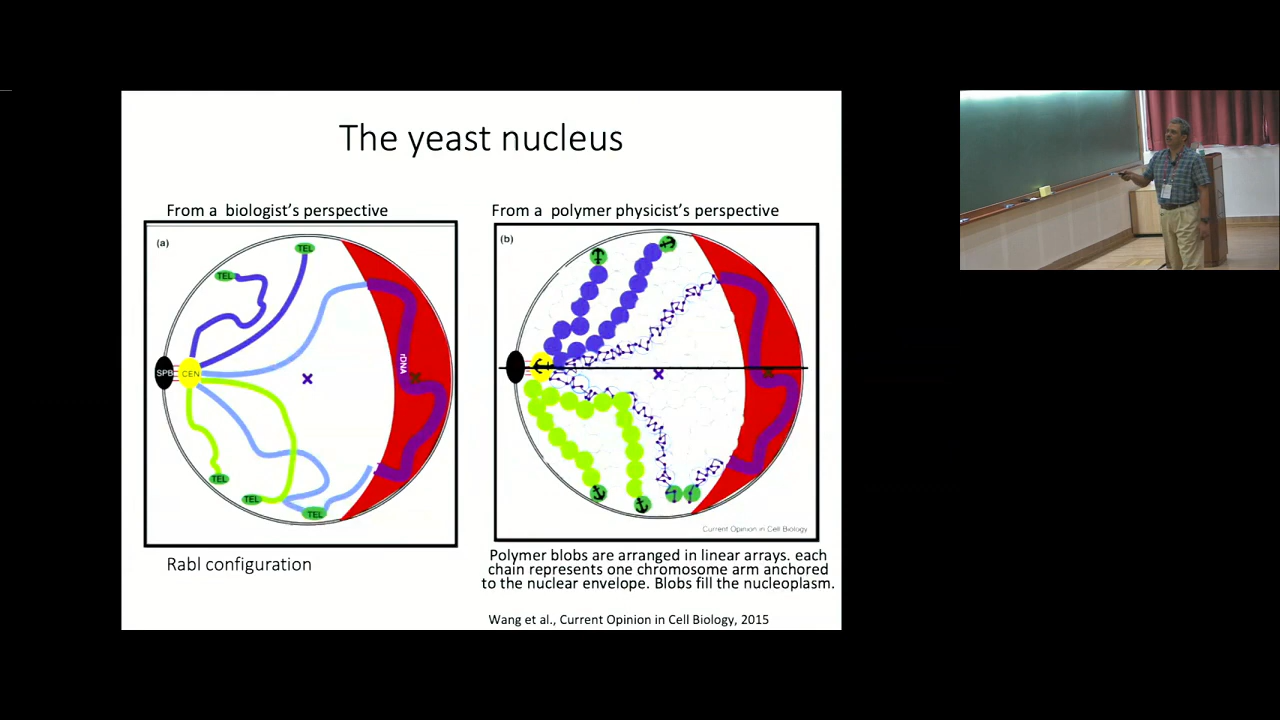 The yeast nucleus
From a biologist's perspective
From a polymer physicist's perspective
(a)
TEL
TEL
SPB
CEN
rDNA
TEL
TEL
TEL
(b)
Current Opinion in Cell Biology
Rabl configuration
Polymer blobs are arranged in linear arrays. each
chain represents one chromosome arm anchored
to the nuclear envelope. Blobs fill the nucleoplasm.
Wang et al., Current Opinion in Cell Biology, 2015